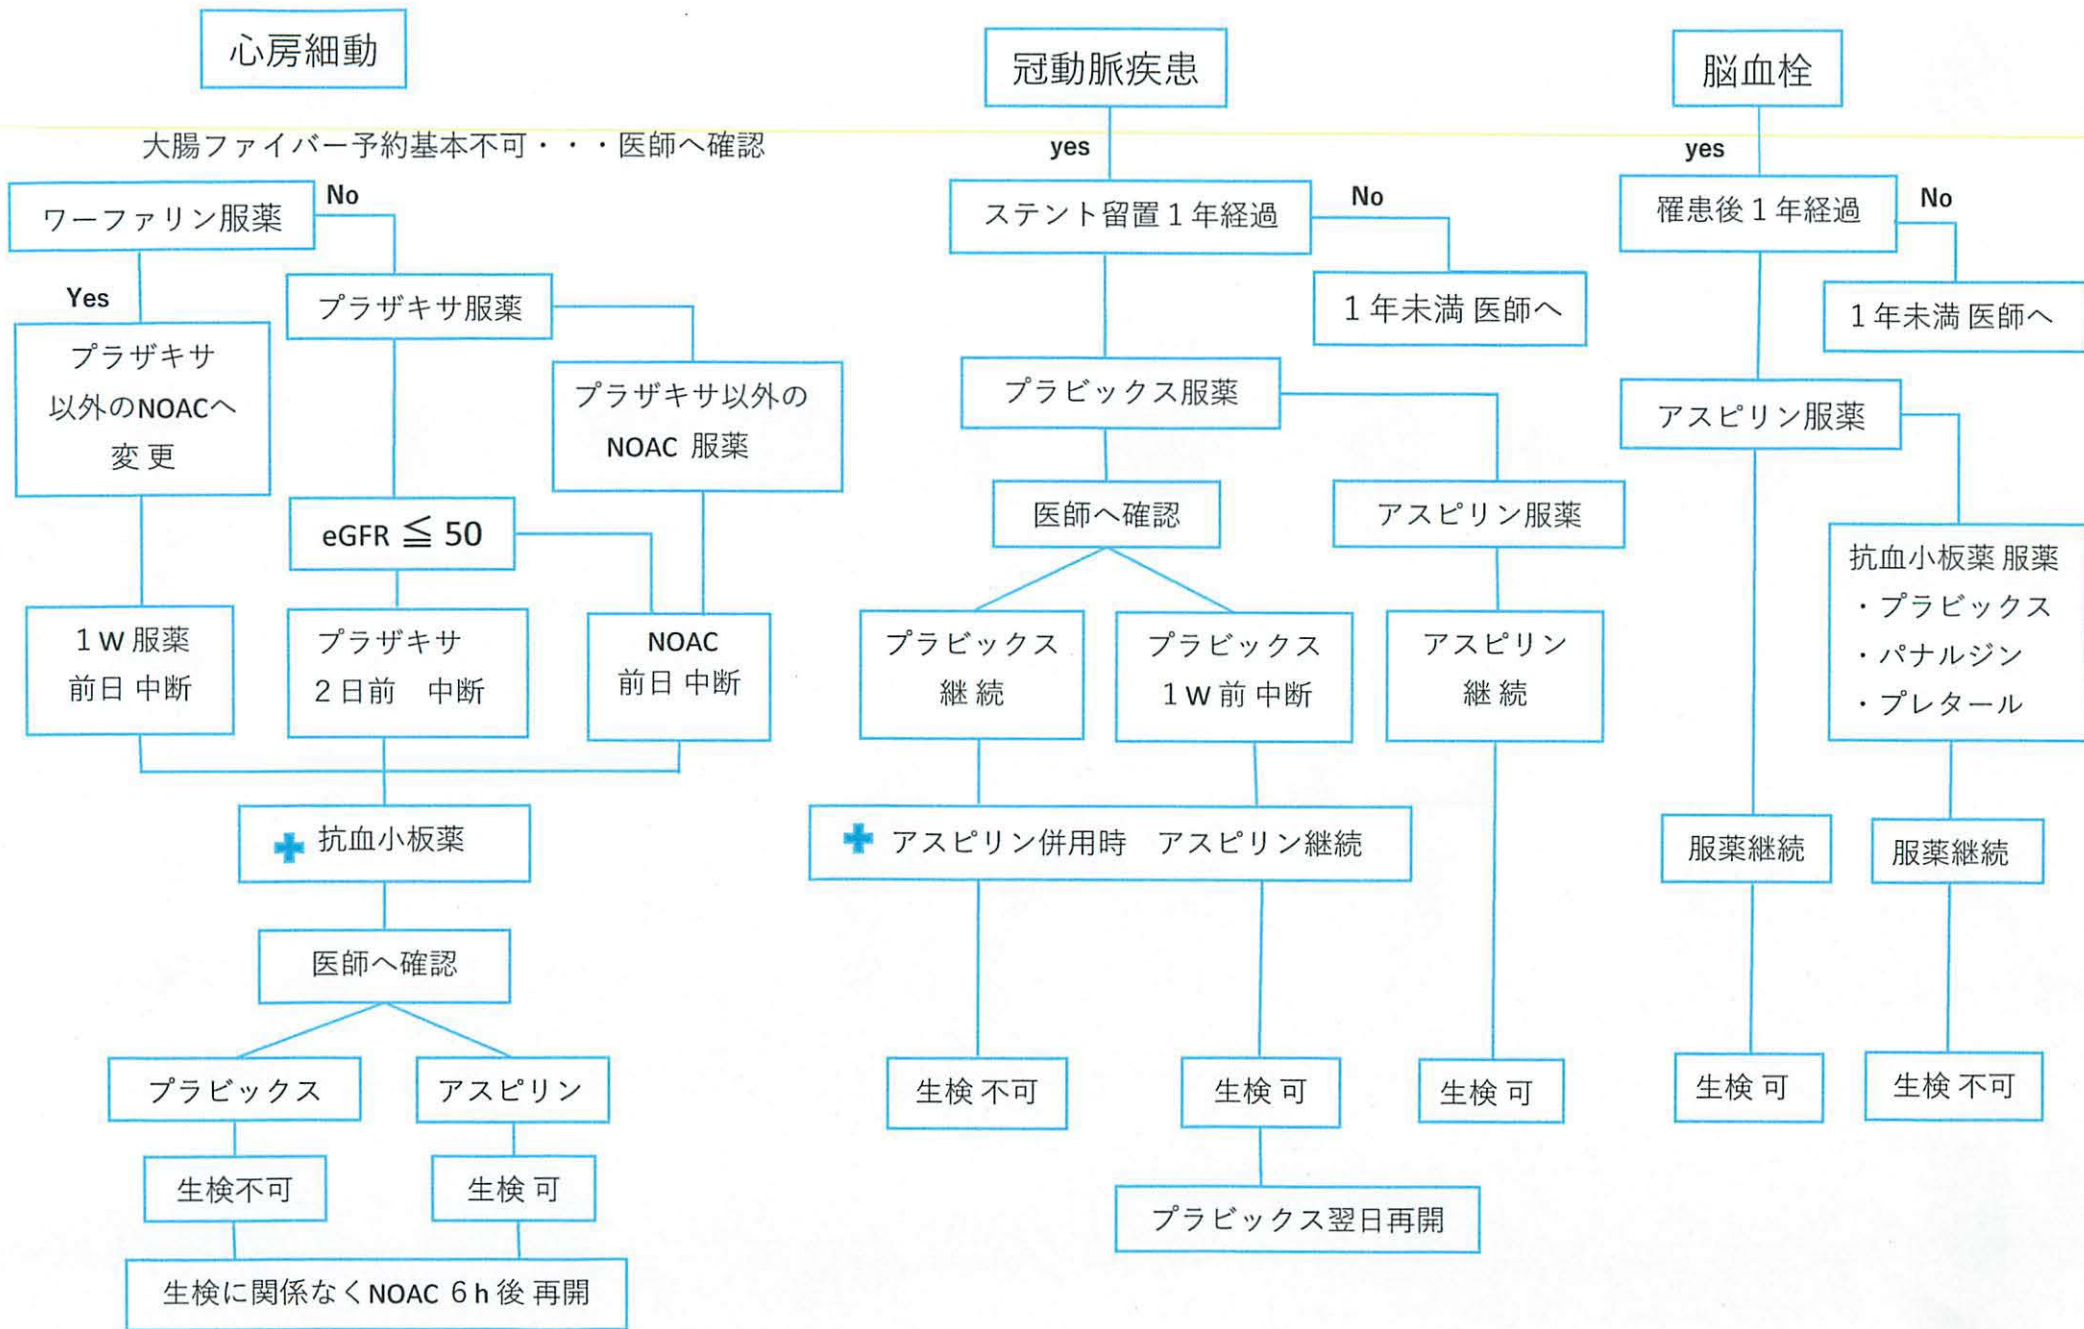 心房細動
大腸ファイバー予約基本不可・・・医師へ確認
ワーファリン服薬
No
Yes
プラザキサ
以外のNOACへ
変 更
プラザキサ服薬
プラザキサ以外の
NOAC 服薬
eGFR ≦ 50
1 W 服薬
前日 中断
プラザキサ
2 日前 中断
NOAC
前日 中断
抗血小板薬
医師へ確認
プラビックス
アスピリン
生検不可
生検 可
生検に関係なくNOAC 6 h 後 再開
冠動脈疾患
yes
ステント留置 1 年経過
No
1 年未満 医師へ
プラビックス服薬
医師へ確認
アスピリン服薬
プラビックス
継 続
プラビックス
1 W 前 中断
アスピリン
継 続
アスピリン併用時 アスピリン継続
生検 不可
生検 可
生検 可
プラビックス翌日再開
脳血栓
yes
罹患後 1 年経過
No
1 年未満 医師へ
アスピリン服薬
抗血小板薬 服薬
・プラビックス
・パナルジン
・プレタール
服薬継続
服薬継続
生検 可
生検 不可